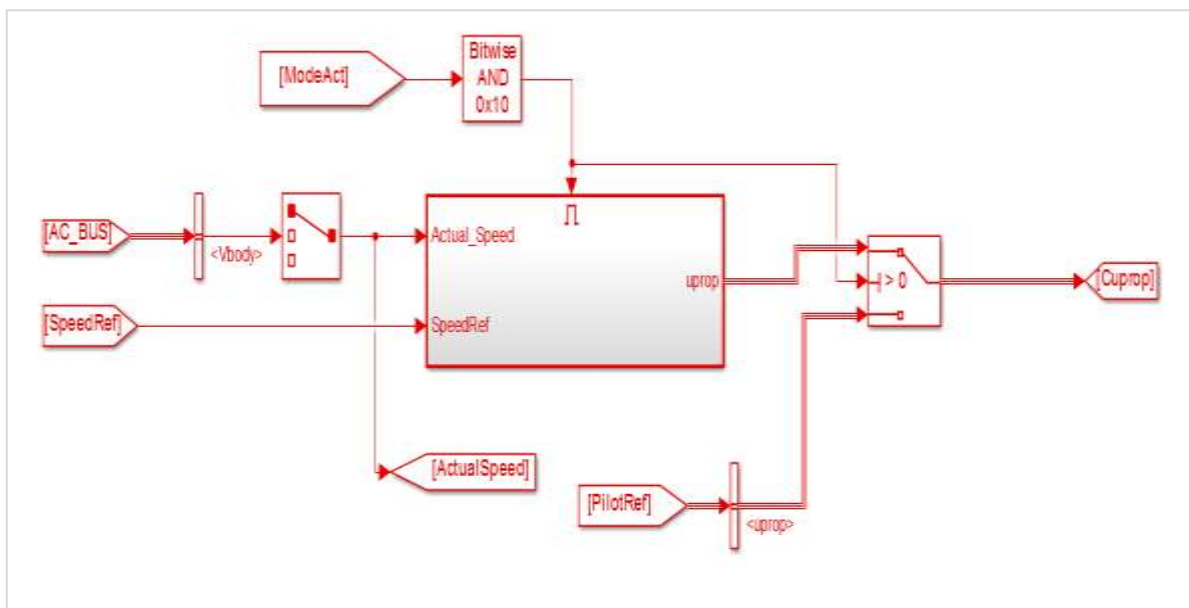 [ModeAct]
Bitwise
AND
0x10
[AC_BUS]
<Vbody>
Actual_Speed
uprop
> 0
[Cuprop]
[SpeedRef]
SpeedRef
[ActualSpeed]
[PilotRef]
<uprop>